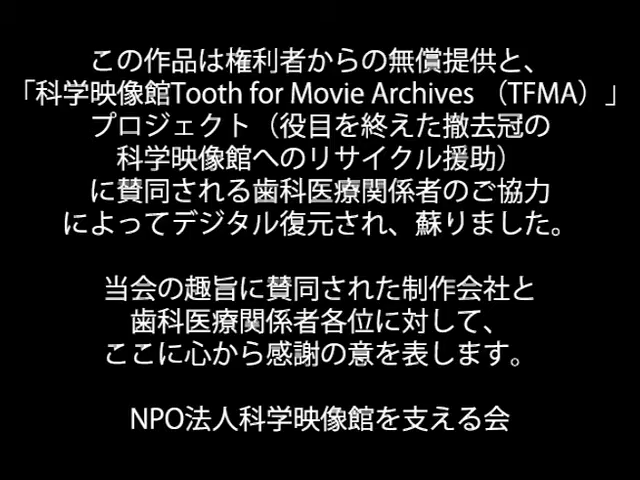 この作品は権利者からの無償提供と、
「科学映像館Tooth for Movie Archives （TFMA）」
プロジェクト（役目を終えた撤去冠の
科学映像館へのリサイクル援助）
に賛同される歯科医療関係者のご協力
によってデジタル復元され、蘇りました。
当会の趣旨に賛同された制作会社と
歯科医療関係者各位に対して、
ここに心から感謝の意を表します。
NPO法人科学映像館を支える会